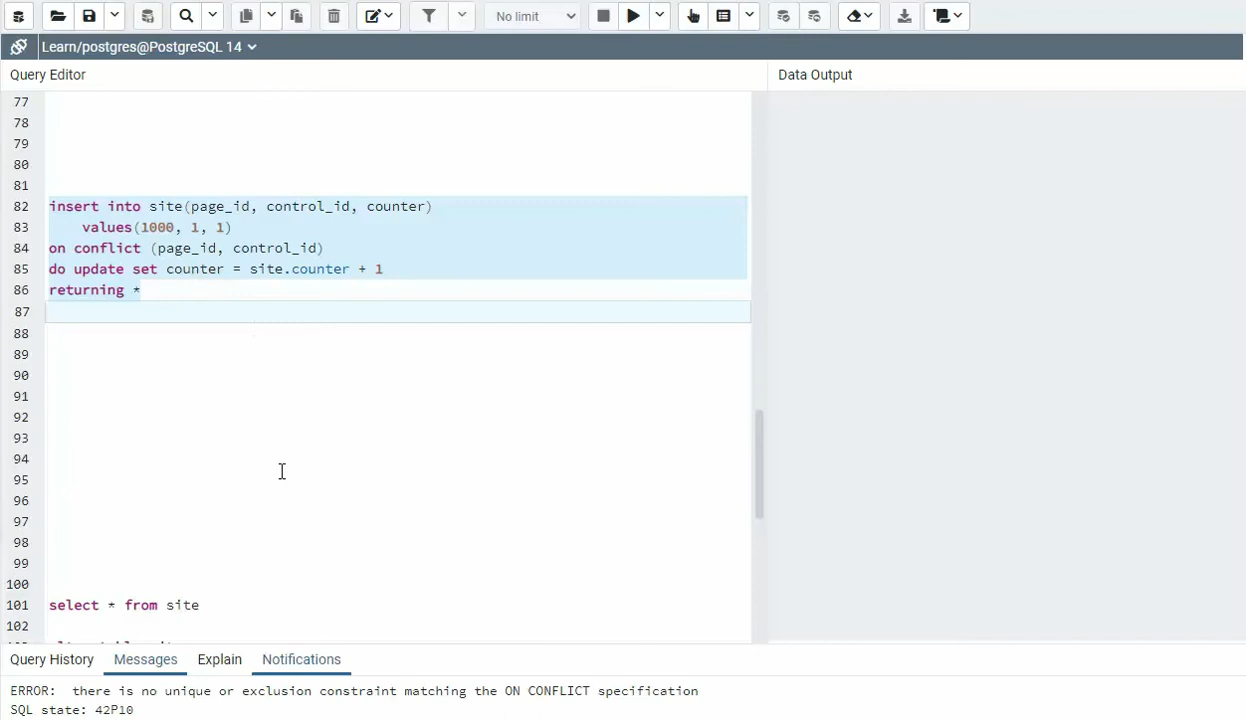 No limit
Learn/postgres@PostgreSQL 14
Query Editor
Data Output
77
78
79
80
81
82 insert into site(page_id, control_id, counter)
83 values(1000, 1, 1)
84 on conflict (page_id, control_id)
85 do update set counter = site.counter + 1
86 returning *
87
88
89
90
91
92
93
94
95
96
97
98
99
100
101 select * from site
102
Query History Messages Explain Notifications
ERROR: there is no unique or exclusion constraint matching the ON CONFLICT specification
SQL state: 42P10